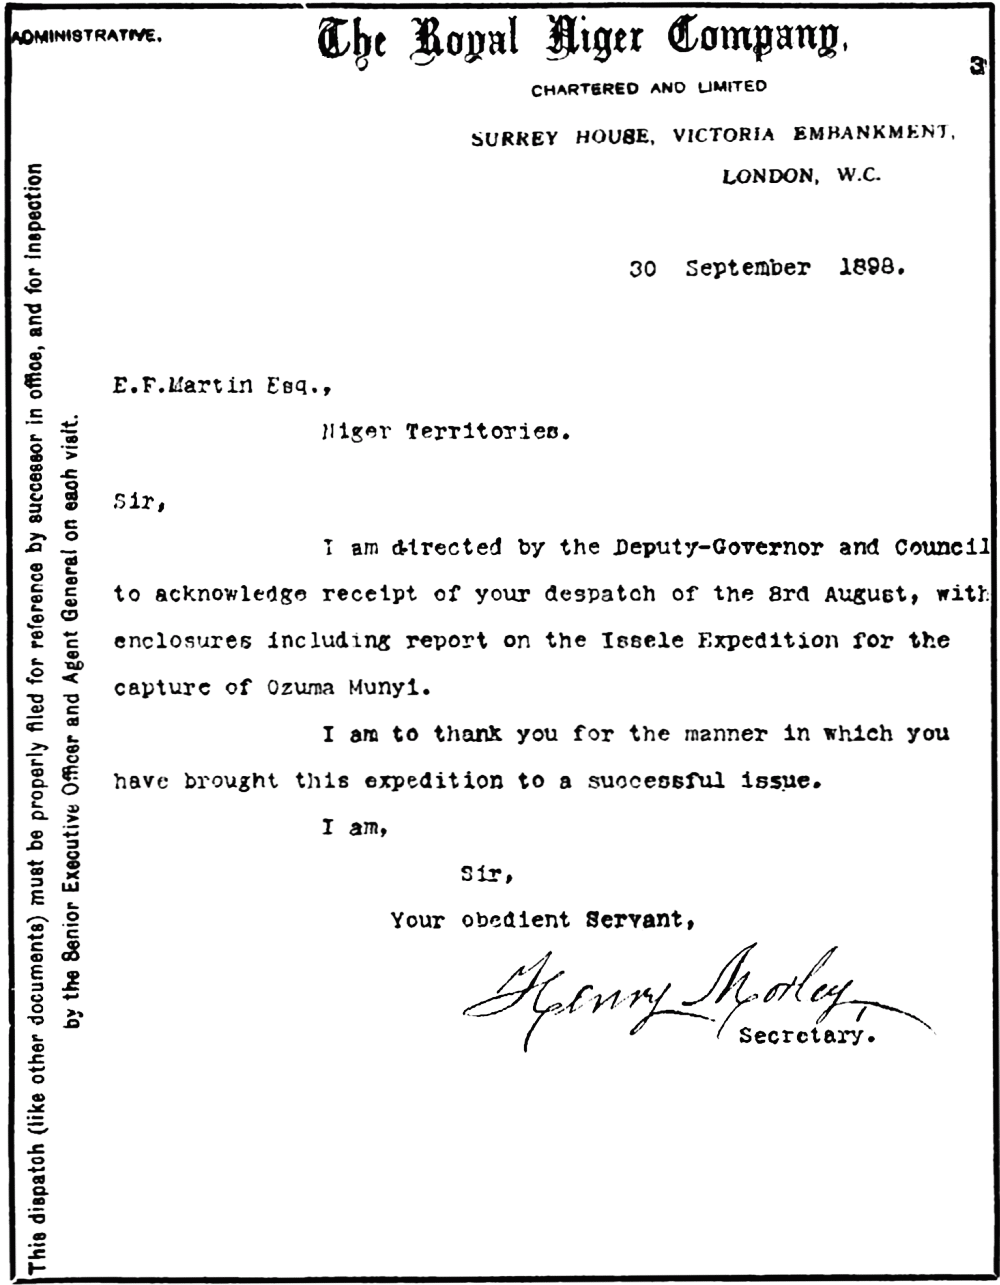 ADMINISTRATIVE.
The Royal Niger Company,
3
CHARTERED AND LIMITED
SURREY HOUSE, VICTORIA EMBANKMENT,
LONDON, W.C.
30 September 1898.
E.F.Martin Esq.,
Niger Territories.
Sir,
I am directed by the Deputy-Governor and Council
to acknowledge receipt of your despatch of the 3rd August, with
enclosures including report on the Issele Expedition for the
capture of Ozuma Munyi.
I am to thank you for the manner in which you
have brought this expedition to a successful issue.
I am,
Sir,
Your obedient Servant,
Henry Morley,
Secretary.
This dispatch (like other documents) must be properly filed for reference by successor in office, and for inspection
by the Senior Executive Officer and Agent General on each visit.